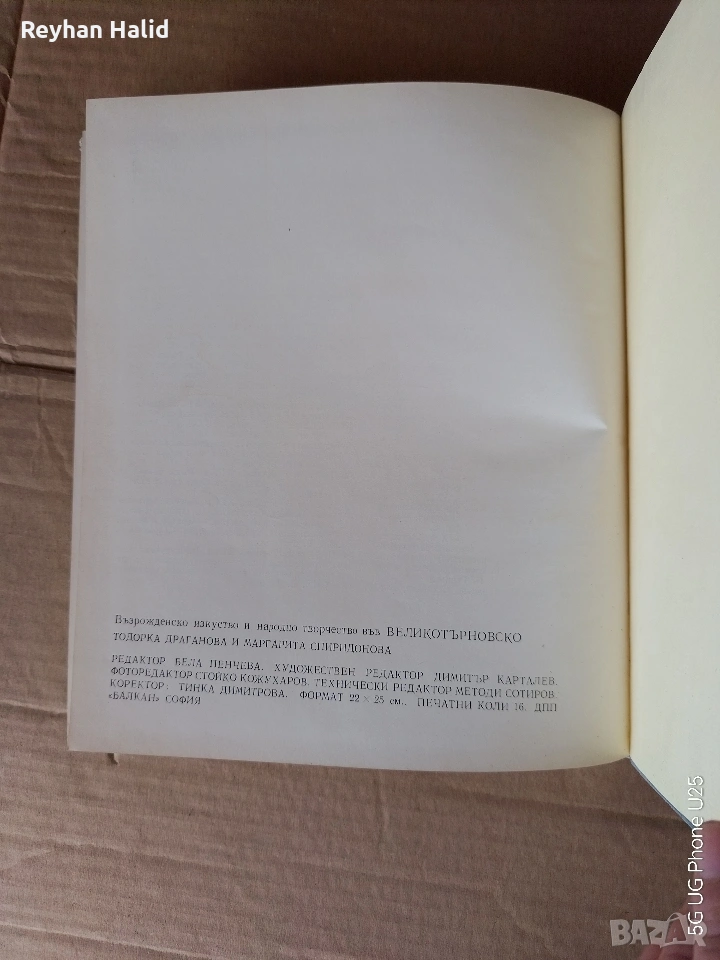 Reyhan Halid
Възрожденско изкуство и народно творчество във ВЕЛИКОТЪРНОВСКО
ТОДОРКА ДРАГАНОВА И МАРГАРИТА СПИРИДОНОВА
РЕДАКТОР БЕЛА ПЕНЧЕВА. ХУДОЖЕСТВЕН РЕДАКТОР ДИМИТЪР КАРТАЛЕВ.
ФОТОРЕДАКТОР СТОЙКО КОЖУХАРОВ. ТЕХНИЧЕСКИ РЕДАКТОР МЕТОДИ СОТИРОВ.
КОРЕКТОР: ТИНКА ДИМИТРОВА. ФОРМАТ 22 × 25 см.. ПЕЧАТНИ КОЛИ 16. ДПП
«БАЛКАН» СОФИЯ
5G UG Phone U25
BAZAR